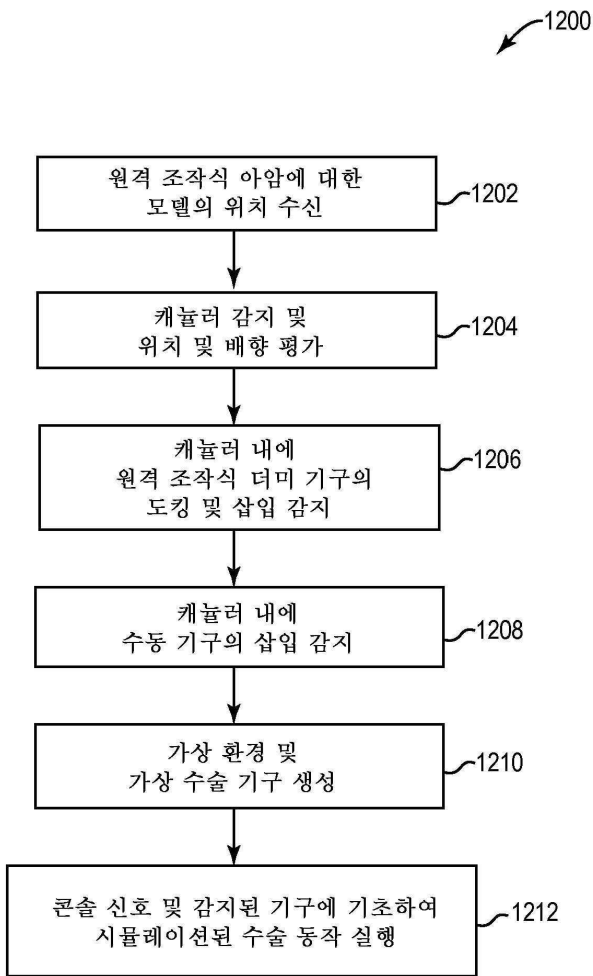 1200
원격 조작식 아암에 대한
모델의 위치 수신
1202
캐뉼러 감지 및
위치 및 배향 평가
1204
캐뉼러 내에
원격 조작식 더미 기구의
도킹 및 삽입 감지
1206
캐뉼러 내에
수동 기구의 삽입 감지
1208
가상 환경 및
가상 수술 기구 생성
1210
콘솔 신호 및 감지된 기구에 기초하여
시뮬레이션된 수술 동작 실행
1212